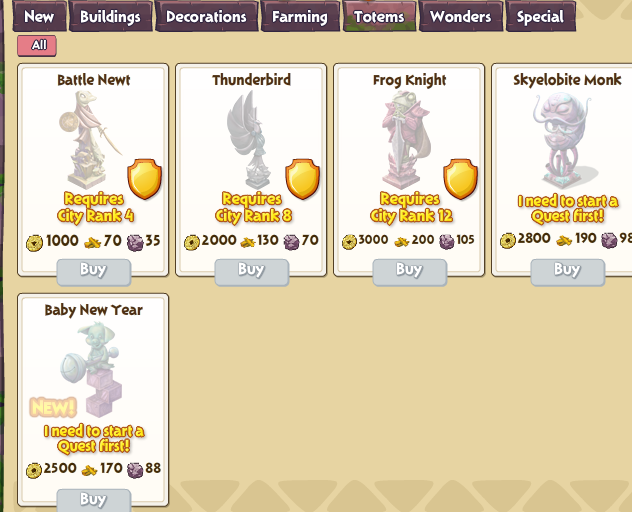 New Buildings Decorations Farming Totems Wonders Special
All
Battle Newt
Requires
City Rank 4
1000 70 35
Buy
Thunderbird
Requires
City Rank 8
2000 130 70
Buy
Frog Knight
Requires
City Rank 12
3000 200 105
Buy
Skyelobite Monk
I need to start a
Quest first!
2800 190 98
Buy
Baby New Year
NEW!
I need to start a
Quest first!
2500 170 88
Buy